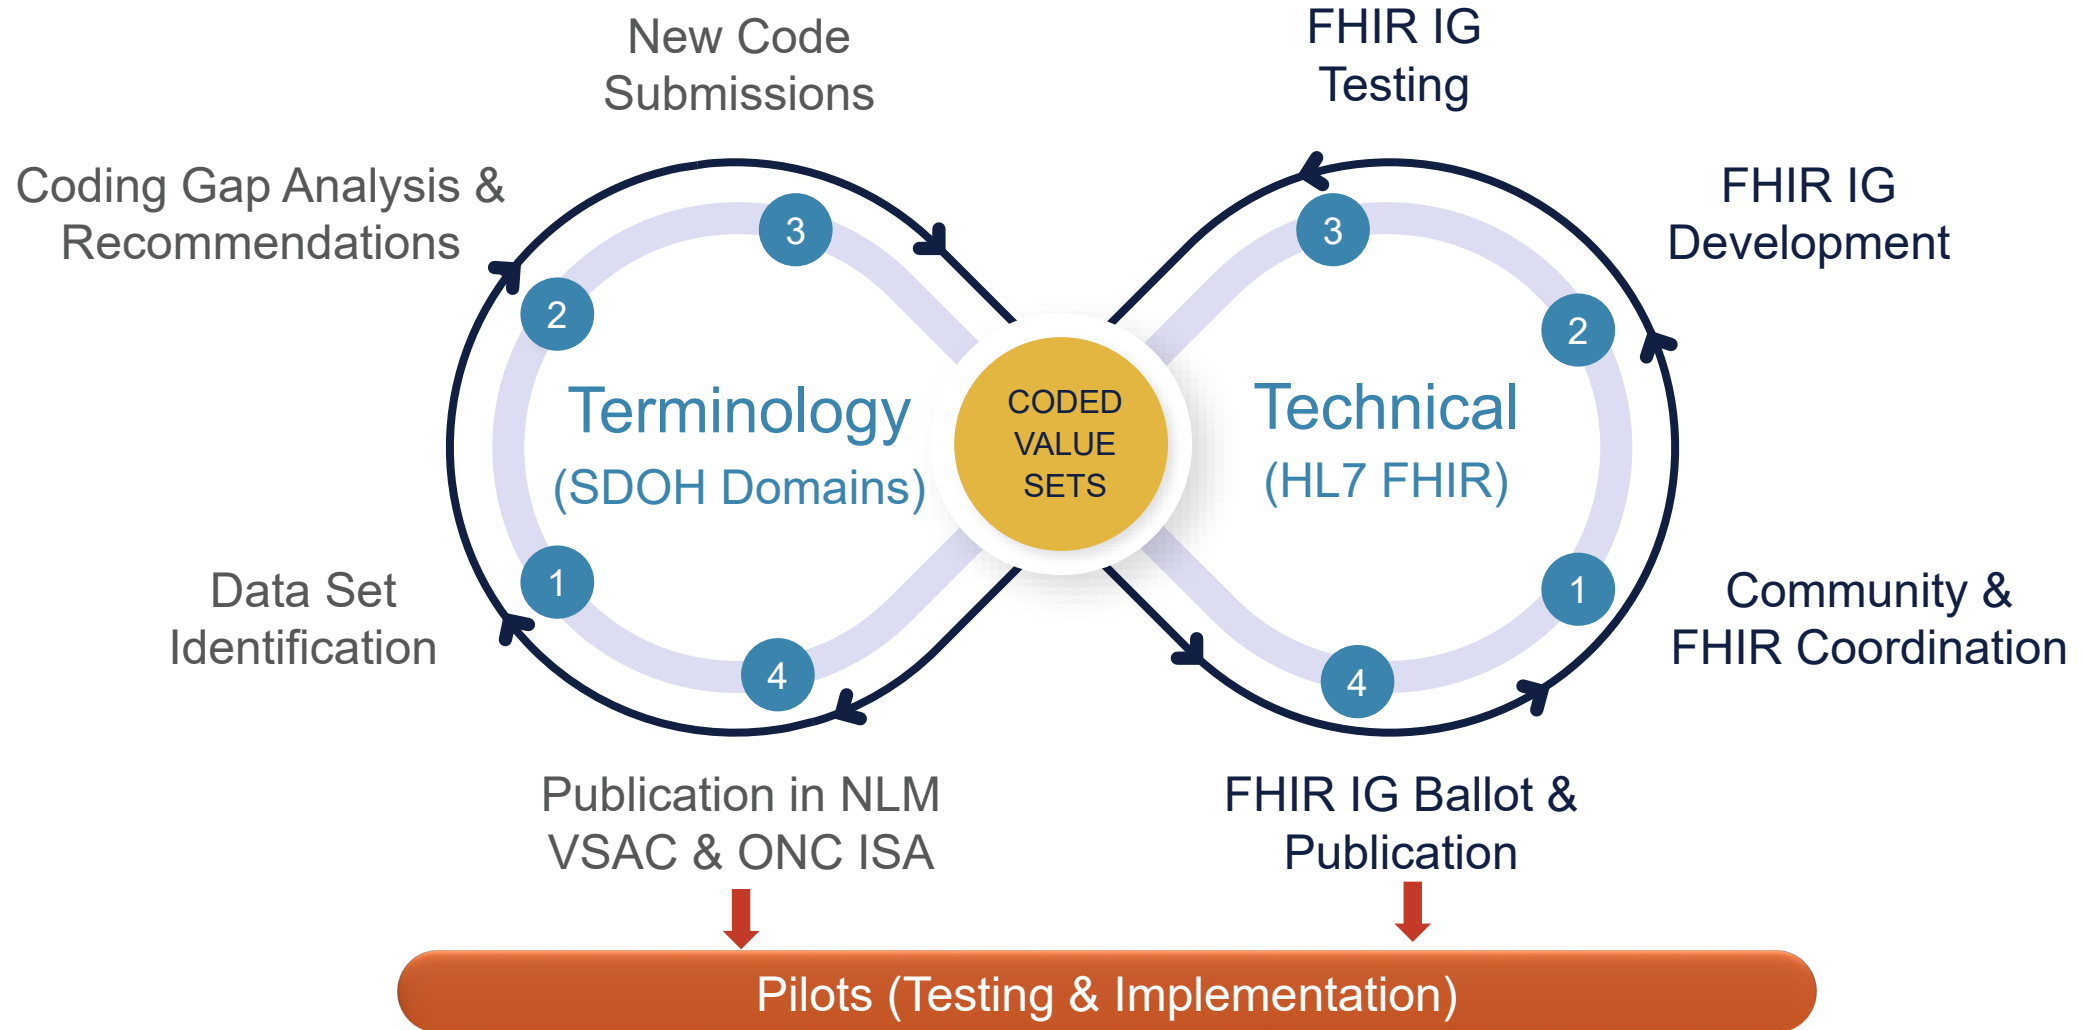 New Code
Submissions
FHIR IG
Testing
Coding Gap Analysis &
Recommendations
FHIR IG
Development
3
3
2
2
Terminology
(SDOH Domains)
CODED
VALUE
SETS
Technical
(HL7 FHIR)
1
1
Data Set
Identification
Community &
FHIR Coordination
4
4
Publication in NLM
VSAC & ONC ISA
FHIR IG Ballot &
Publication
Pilots (Testing & Implementation)